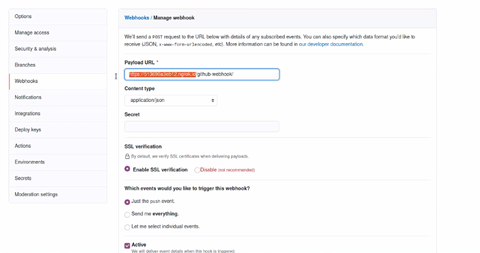 Options
Manage access
Security & analysis
Branches
Webhooks
Notifications
Integrations
Deploy keys
Actions
Environments
Secrets
Moderation settings
Webhooks / Manage webhook
We'll send a POST request to the URL below with details of any subscribed events. You can also specify which data format you'd like to
receive (JSON, x-www-form-urlencoded, etc). More information can be found in our developer documentation.
Payload URL *
/github-webhook/
Content type
application/json
Secret
SSL verification
By default, we verify SSL certificates when delivering payloads.
Enable SSL verification
Disable (not recommended)
Which events would you like to trigger this webhook?
Just the push event.
Send me everything.
Let me select individual events.
Active
We will deliver event details when this hook is triggered.